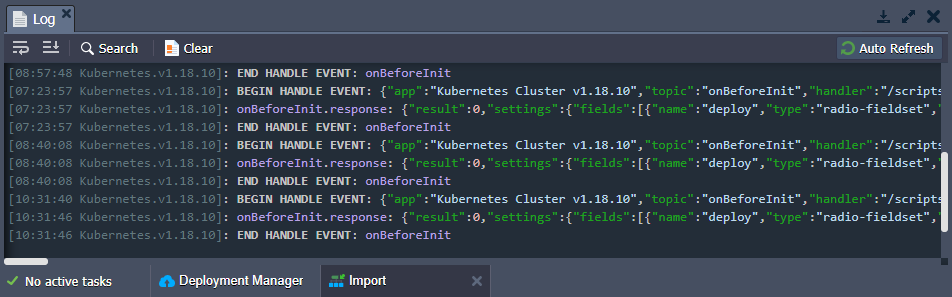 Log
Search Clear Auto Refresh
[08:57:48 Kubernetes.v1.18.10]: END HANDLE EVENT: onBeforeInit
[07:23:57 Kubernetes.v1.18.10]: BEGIN HANDLE EVENT: {"app":"Kubernetes Cluster v1.18.10","topic":"onBeforeInit","handler":"/scripts
[07:23:57 Kubernetes.v1.18.10]: onBeforeInit.response: {"result":0,"settings":{"fields":[{"name":"deploy","type":"radio-fieldset","
[07:23:57 Kubernetes.v1.18.10]: END HANDLE EVENT: onBeforeInit
[08:40:08 Kubernetes.v1.18.10]: BEGIN HANDLE EVENT: {"app":"Kubernetes Cluster v1.18.10","topic":"onBeforeInit","handler":"/scripts
[08:40:08 Kubernetes.v1.18.10]: onBeforeInit.response: {"result":0,"settings":{"fields":[{"name":"deploy","type":"radio-fieldset","
[08:40:08 Kubernetes.v1.18.10]: END HANDLE EVENT: onBeforeInit
[10:31:40 Kubernetes.v1.18.10]: BEGIN HANDLE EVENT: {"app":"Kubernetes Cluster v1.18.10","topic":"onBeforeInit","handler":"/scripts
[10:31:46 Kubernetes.v1.18.10]: onBeforeInit.response: {"result":0,"settings":{"fields":[{"name":"deploy","type":"radio-fieldset","
[10:31:46 Kubernetes.v1.18.10]: END HANDLE EVENT: onBeforeInit
No active tasks Deployment Manager Import